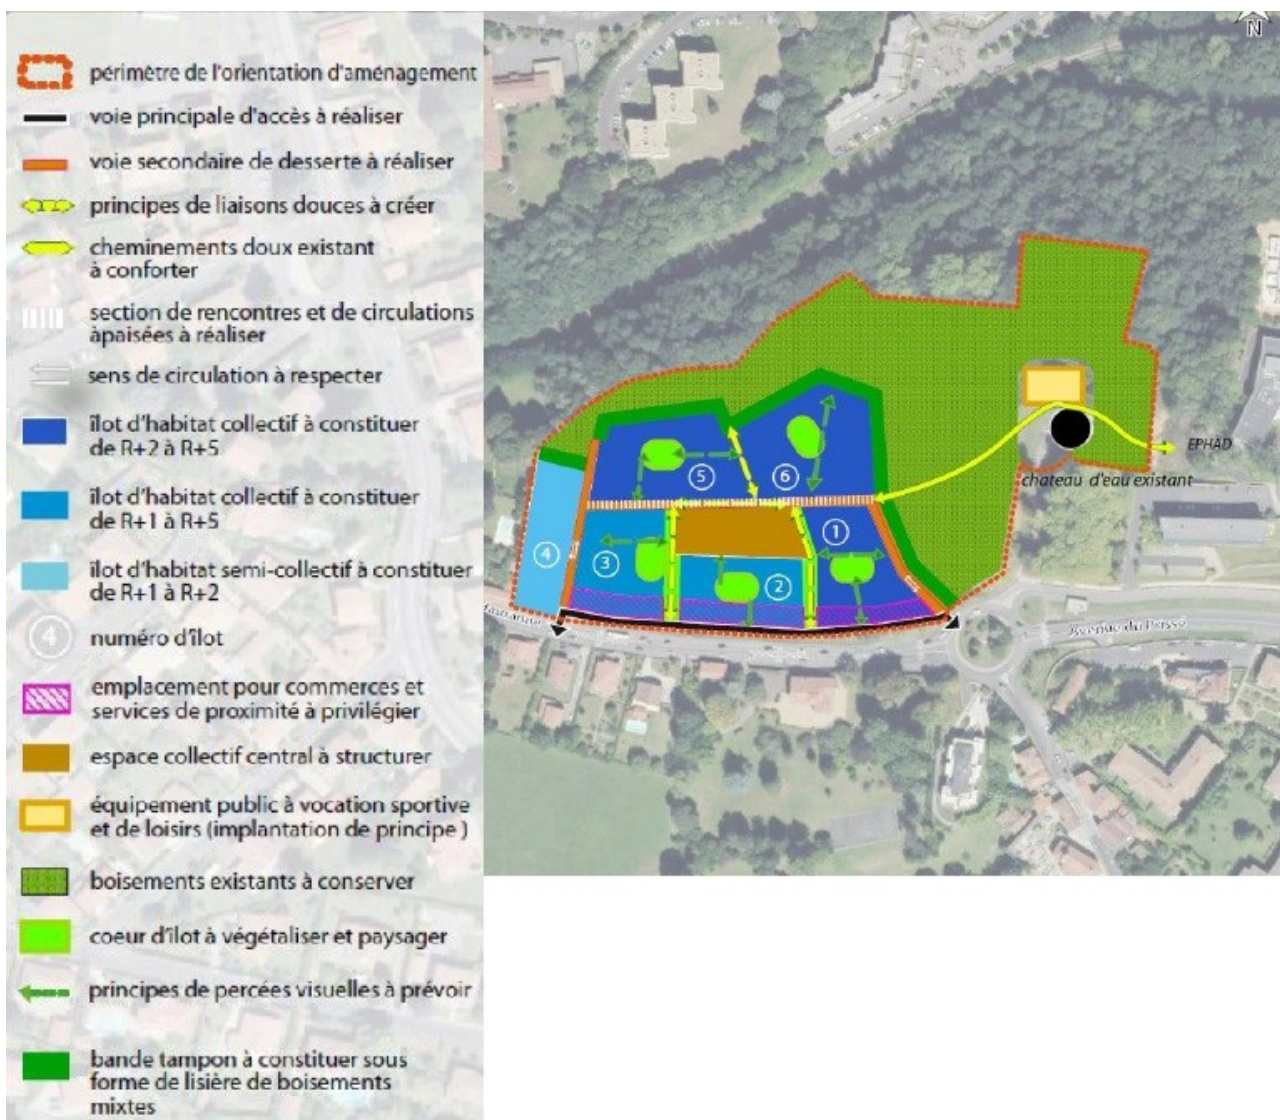 périmètre de l'orientation d'aménagement
voie principale d'accès à réaliser
voie secondaire de desserte à réaliser
principes de liaisons douces à créer
cheminements doux existant
à conforter
section de rencontres et de circulations
apaisées à réaliser
sens de circulation à respecter
îlot d'habitat collectif à constituer
de R+2 à R+5
îlot d'habitat collectif à constituer
de R+1 à R+5
îlot d'habitat semi-collectif à constituer
de R+1 à R+2
4 numéro d'îlot
emplacement pour commerces et
services de proximité à privilégier
espace collectif central à structurer
équipement public à vocation sportive
et de loisirs (implantation de principe )
boisements existants à conserver
coeur d'îlot à végétaliser et paysager
principes de percées visuelles à prévoir
bande tampon à constituer sous
forme de lisière de boisements
mixtes
N
EPHAD
chateau d'eau existant
5
6
1
4
3
2
Avenue du